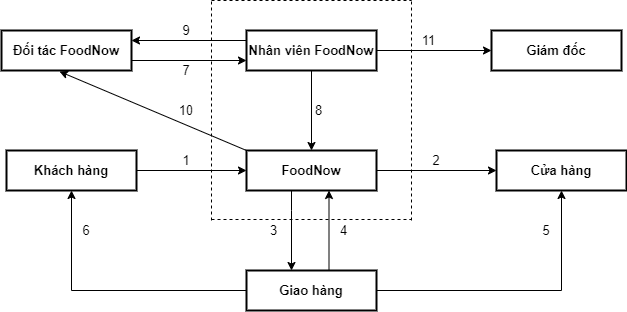 9
11
Đối tác FoodNow
Nhân viên FoodNow
Giám đốc
7
10
8
Khách hàng
1
FoodNow
2
Cửa hàng
6
3
4
5
Giao hàng